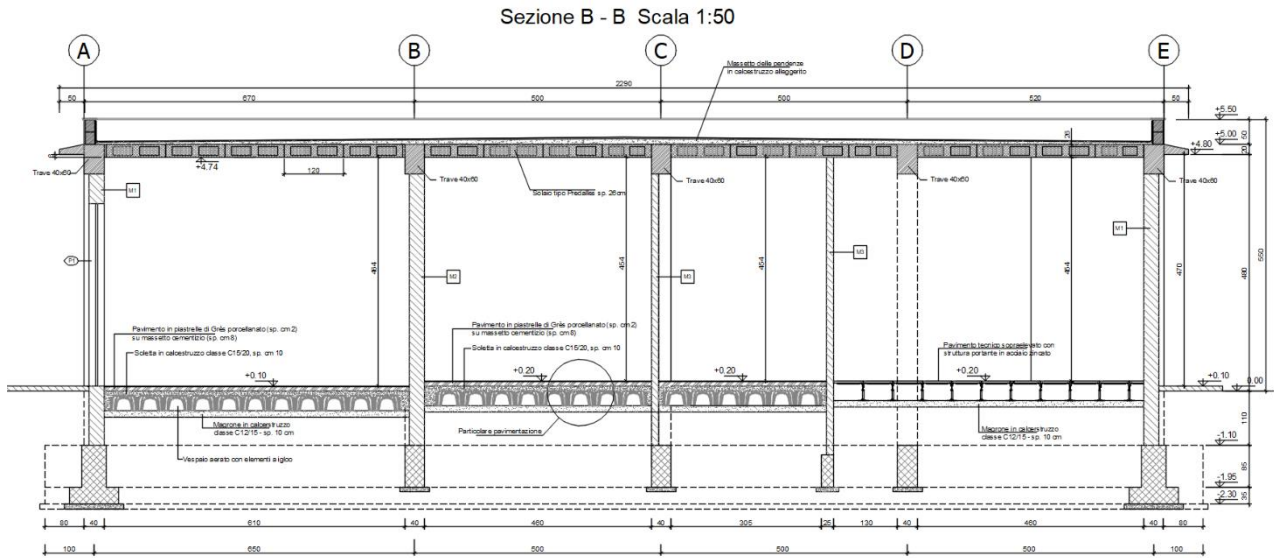 Sezione B - B  Scala 1:50
A B C D E
Massetto delle pendenze
in calcestruzzo alleggerito
2290
50 670 500 500 520 50
+5.50
+5.00
+4.80
50
20
26
+4.74
120
Trave 40x60
Trave 40x60
Solaio tipo Predalles sp. 26cm
Trave 40x60
Trave 40x60
Trave 40x60
M1
M1
P1
M2
M3
M3
464
454
454
454
470
480
550
Pavimento in piastrelle di Grès porcellanato (sp. cm 2)
su massetto cementizio (sp. cm 8)
Soletta in calcestruzzo classe C15/20, sp. cm 10
Pavimento in piastrelle di Grès porcellanato (sp. cm 2)
su massetto cementizio (sp. cm 8)
Soletta in calcestruzzo classe C15/20, sp. cm 10
Pavimento tecnico sopraelevato con
struttura portante in acciaio zincato
+0.10
+0.20
+0.20
+0.20
+0.10
0.00
Magrone in calcestruzzo
classe C12/15 - sp. 10 cm
Particolare pavimentazione
Magrone in calcestruzzo
classe C12/15 - sp. 10 cm
Vespaio aerato con elementi a igloo
110
-1.10
85
-1.95
35
-2.30
80 40 610 40 460 40 305 25 130 40 460 40 80
100 650 500 500 500 100